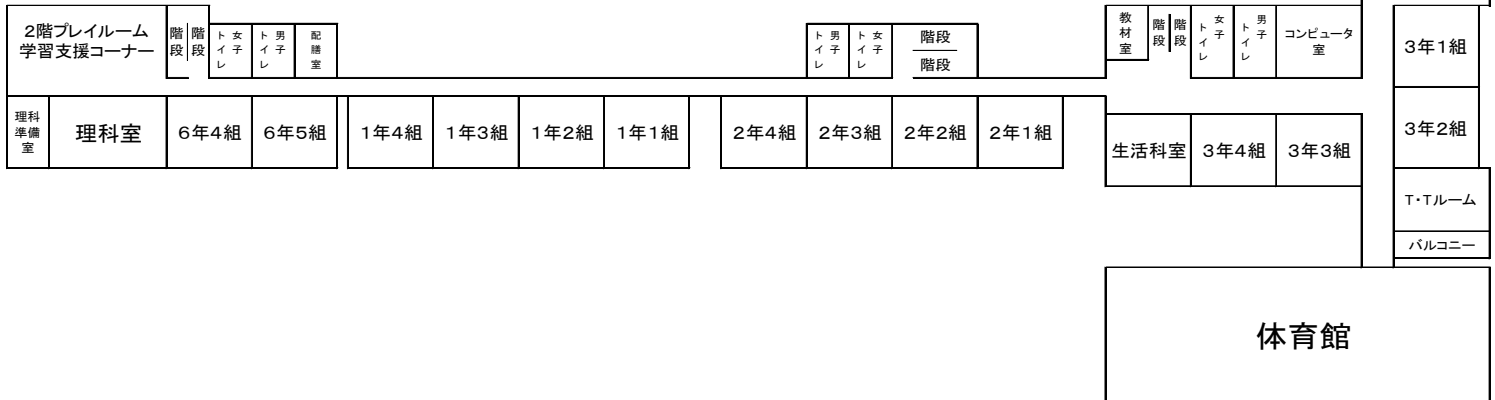 2階プレイルーム
学習支援コーナー
階段
階段
女子トイレ
男子トイレ
配膳室
男子トイレ
女子トイレ
階段
階段
教材室
階段
階段
女子トイレ
男子トイレ
コンピュータ
室
3年1組
理科準備室
理科室
6年4組
6年5組
1年4組
1年3組
1年2組
1年1組
2年4組
2年3組
2年2組
2年1組
生活科室
3年4組
3年3組
3年2組
T・Tルーム
バルコニー
体育館